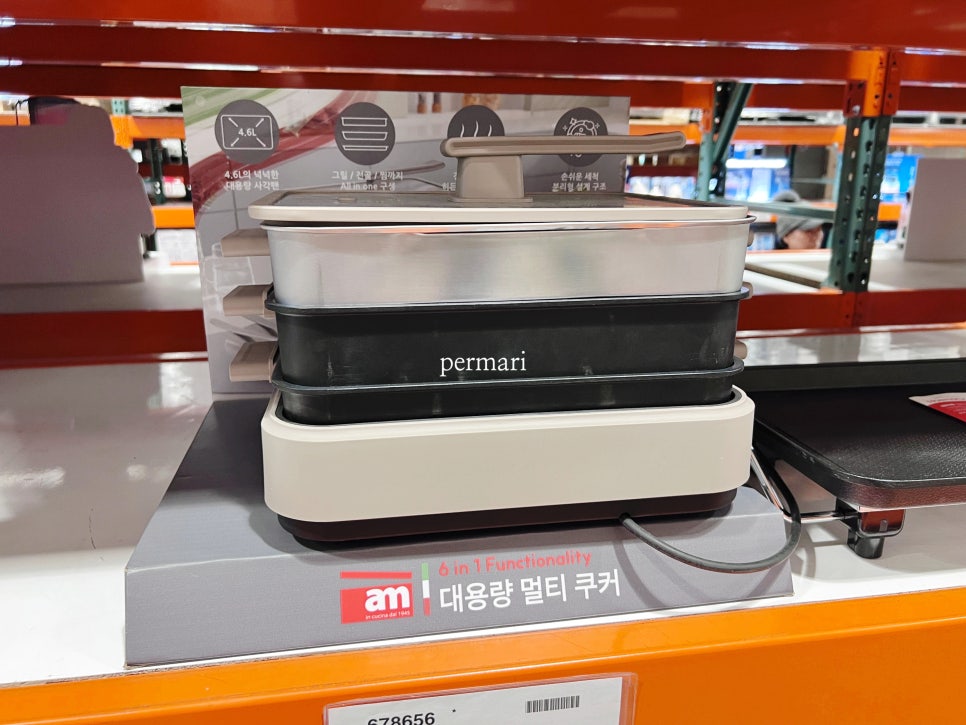 4.6L
4.6L의 넉넉한
대용량 사각팬
그릴 / 전골 / 찜까지
All in one 구성
손쉬운 세척
분리형 설계 구조
permari
6 in 1 Functionality
am
in cucina dal 1945
대용량 멀티 쿠커
678656